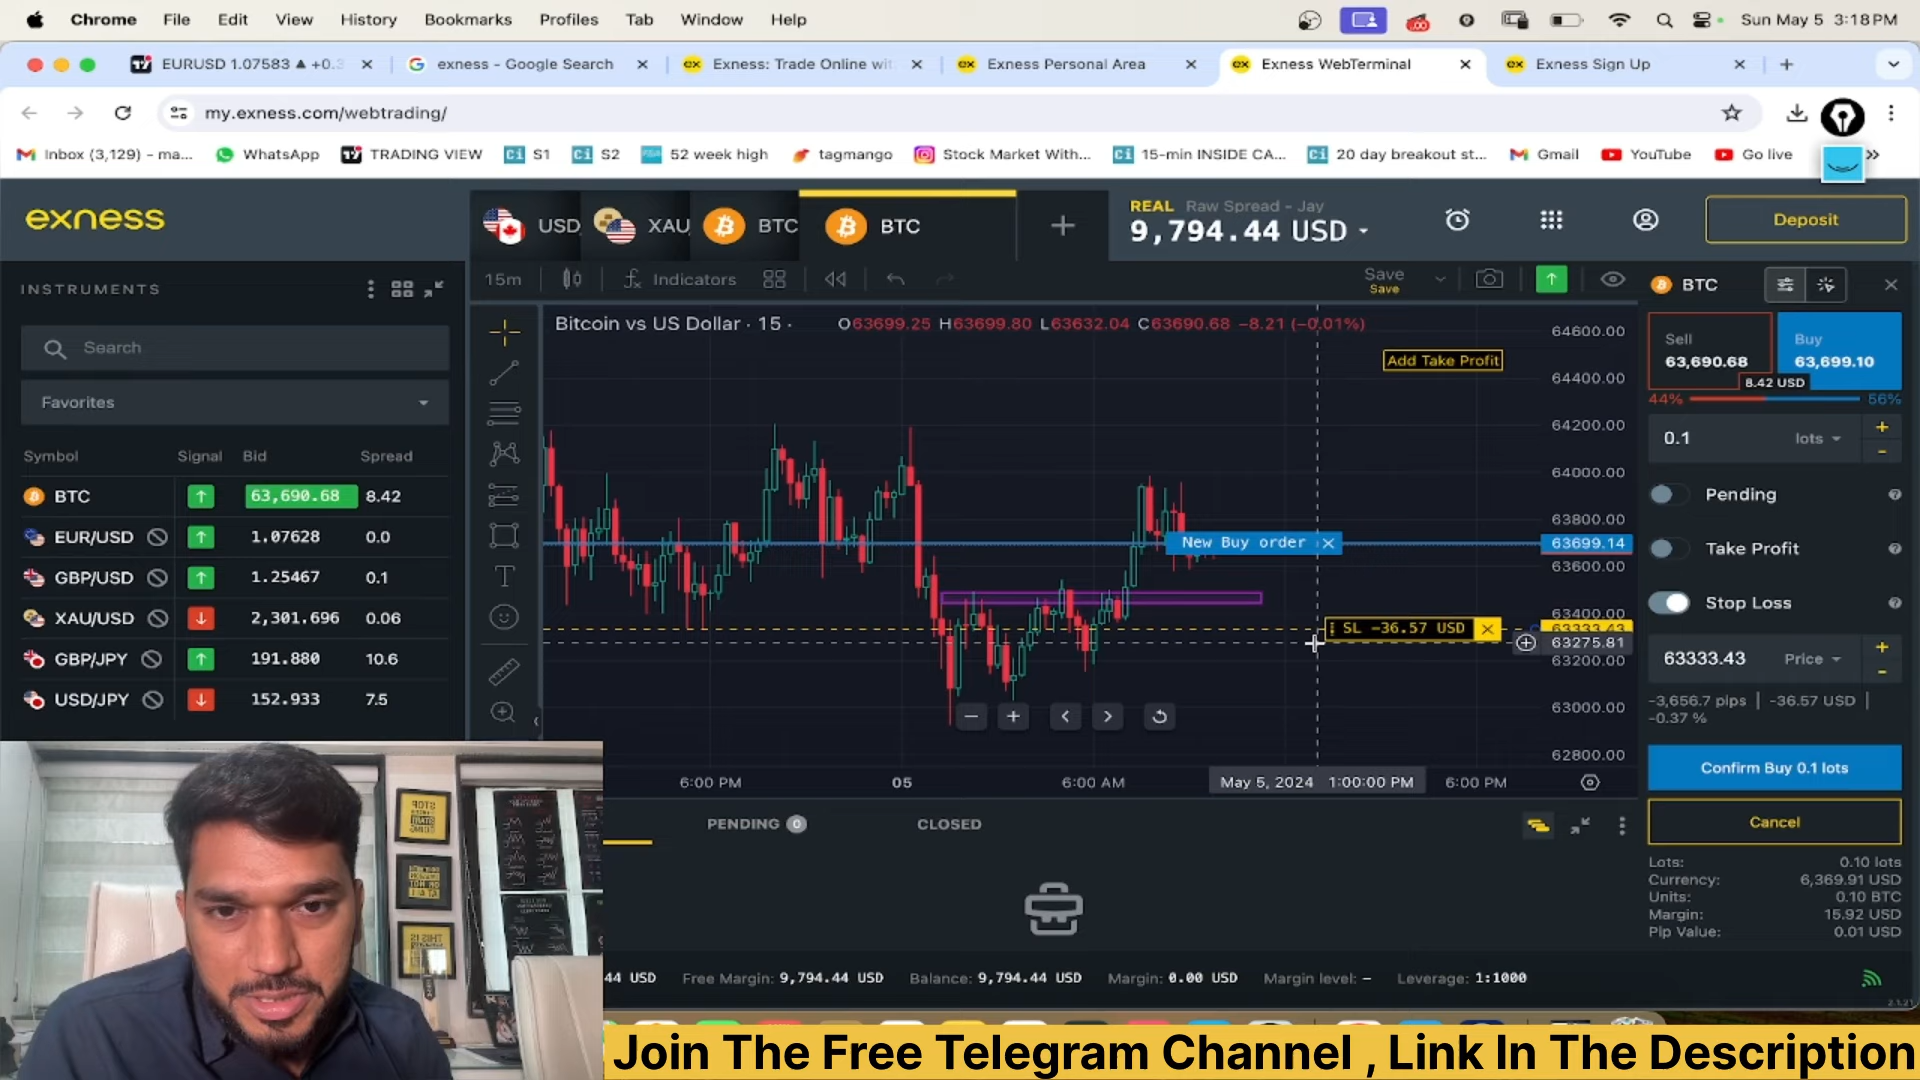 Chrome File Edit View History Bookmarks Profiles Tab Window Help
Sun May 5 3:18 PM
EURUSD 1.07583 ▲ +0.3
exness - Google Search
Exness: Trade Online wit
Exness Personal Area
Exness WebTerminal
Exness Sign Up
my.exness.com/webtrading/
Inbox (3,129) - ma... WhatsApp TRADING VIEW S1 S2 52 week high tagmango Stock Market With... 15-min INSIDE CA... 20 day breakout st... Gmail YouTube Go live
exness
USD
XAU
BTC
BTC
REAL Raw Spread - Jay
9,794.44 USD
Deposit
INSTRUMENTS
Search
Favorites
Symbol Signal Bid Spread
BTC 63,690.68 8.42
EUR/USD 1.07628 0.0
GBP/USD 1.25467 0.1
XAU/USD 2,301.696 0.06
GBP/JPY 191.880 10.6
USD/JPY 152.933 7.5
15m
Indicators
Save
Save
Bitcoin vs US Dollar · 15 ·
O63699.25 H63699.80 L63632.04 C63690.68 −8.21 (−0.01%)
Add Take Profit
New Buy order
SL −36.57 USD
64600.00
64400.00
64200.00
64000.00
63800.00
63699.14
63600.00
63400.00
63333.43
63275.81
63200.00
63000.00
62800.00
6:00 PM 05 6:00 AM May 5, 2024 1:00:00 PM 6:00 PM
BTC
Sell
63,690.68
Buy
63,699.10
8.42 USD
44% 56%
0.1 lots
Pending
Take Profit
Stop Loss
63333.43 Price
−3,656.7 pips | −36.57 USD |
−0.37 %
Confirm Buy 0.1 lots
Cancel
Lots: 0.10 lots
Currency: 6,369.91 USD
Units: 0.10 BTC
Margin: 15.92 USD
Pip Value: 0.01 USD
PENDING 0
CLOSED
44 USD Free Margin: 9,794.44 USD Balance: 9,794.44 USD Margin: 0.00 USD Margin level: – Leverage: 1:1000
Join The Free Telegram Channel , Link In The Description